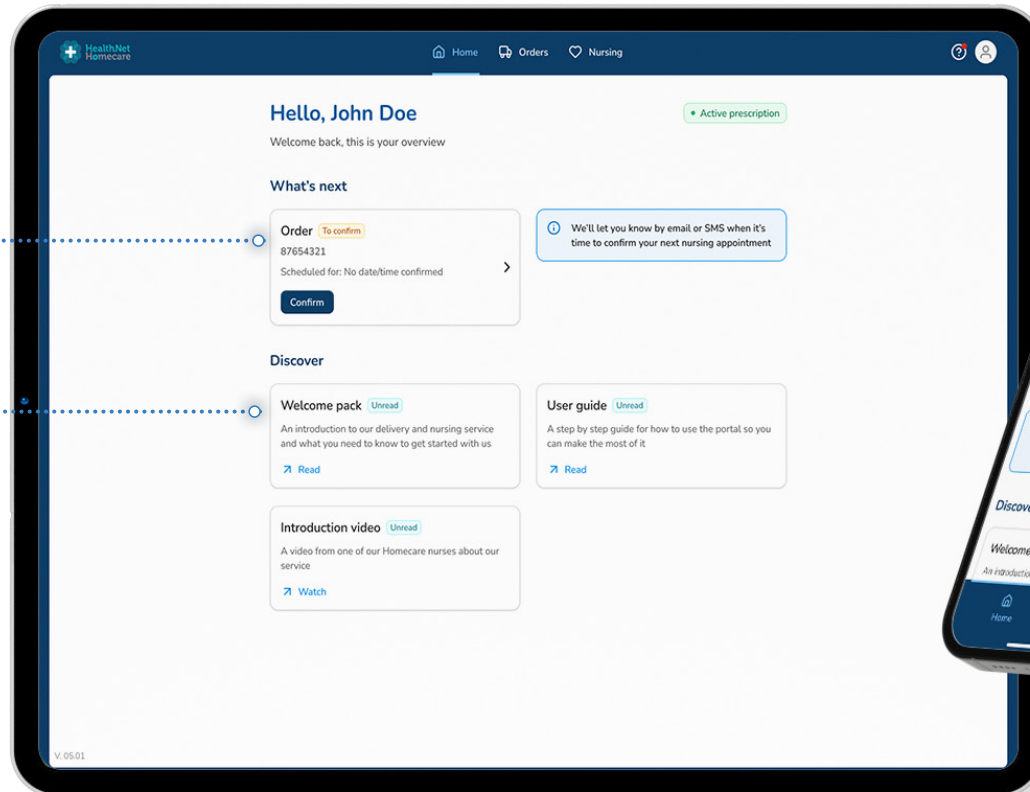 HealthNet
Homecare
Home
Orders
Nursing
Hello, John Doe
Active prescription
Welcome back, this is your overview
What's next
Order
To confirm
87654321
Scheduled for: No date/time confirmed
Confirm
We'll let you know by email or SMS when it's
time to confirm your next nursing appointment
Discover
Welcome pack
Unread
An introduction to our delivery and nursing service
and what you need to know to get started with us
Read
User guide
Unread
A step by step guide for how to use the portal so you
can make the most of it
Read
Introduction video
Unread
A video from one of our Homecare nurses about our
service
Watch
V. 05.01
Discove
Welcome
An introductio
Home